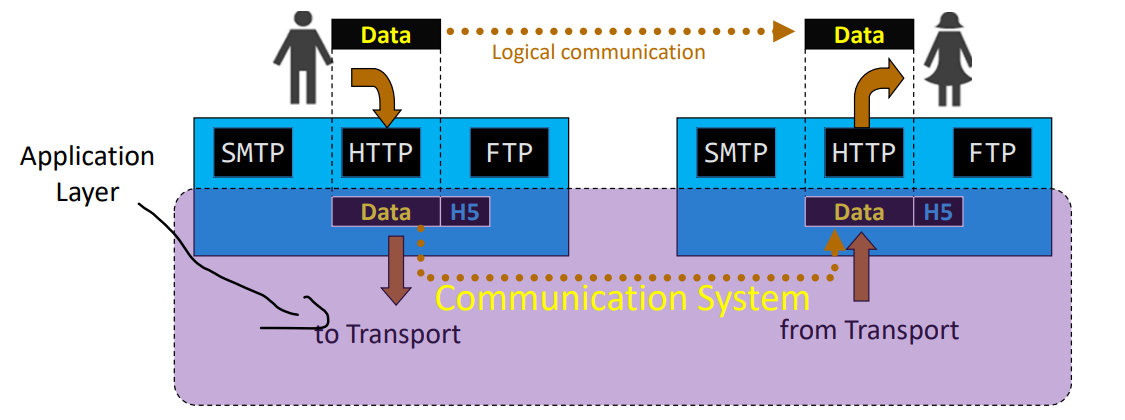 Data
Logical communication
Data
Application
Layer
SMTP
HTTP
FTP
SMTP
HTTP
FTP
Data
H5
Data
H5
Communication System
to Transport
from Transport